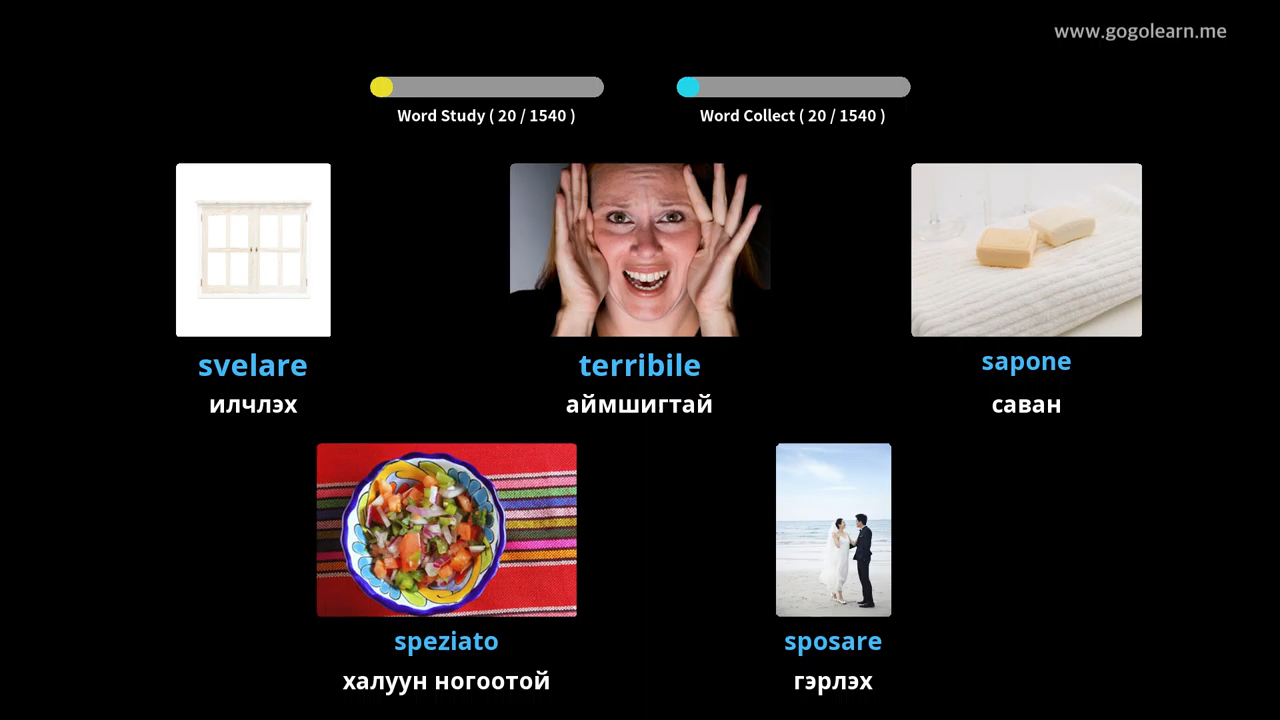 www.gogolearn.me
Word Study ( 20 / 1540 )
Word Collect ( 20 / 1540 )
svelare
илчлэх
terribile
аймшигтай
sapone
саван
speziato
халуун ногоотой
sposare
гэрлэх